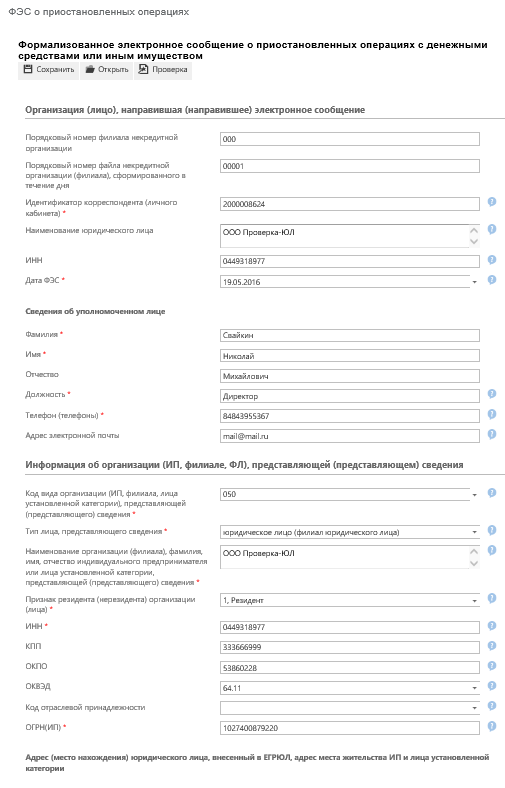 ФЭС о приостановленных операциях
Формализованное электронное сообщение о приостановленных операциях с денежными
средствами или иным имуществом
Сохранить Открыть Проверка
Организация (лицо), направившая (направившее) электронное сообщение
Порядковый номер филиала некредитной
организации
000
Порядковый номер файла некредитной
организации (филиала), сформированного в
течение дня
00001
Идентификатор корреспондента (личного
кабинета) *
2000008624
Наименование юридического лица
ООО Проверка-ЮЛ
ИНН
0449318977
Дата ФЭС *
19.05.2016
Сведения об уполномоченном лице
Фамилия *
Свайкин
Имя *
Николай
Отчество
Михайлович
Должность *
Директор
Телефон (телефоны) *
84843955367
Адрес электронной почты
mail@mail.ru
Информация об организации (ИП, филиале, ФЛ), представляющей (представляющем) сведения
Код вида организации (ИП, филиала, лица
установленной категории), представляющей
(представляющего) сведения *
050
Тип лица, представляющего сведения *
юридическое лицо (филиал юридического лица)
Наименование организации (филиала), фамилия,
имя, отчество индивидуального предпринимателя
или лица установленной категории,
представляющей (представляющего) сведения *
ООО Проверка-ЮЛ
Признак резидента (нерезидента) организации
(лица) *
1, Резидент
ИНН *
0449318977
КПП
333666999
ОКПО
53860228
ОКВЭД
64.11
Код отраслевой принадлежности
ОГРН(ИП) *
1027400879220
Адрес (место нахождения) юридического лица, внесенный в ЕГРЮЛ, адрес места жительства ИП и лица установленной
категории